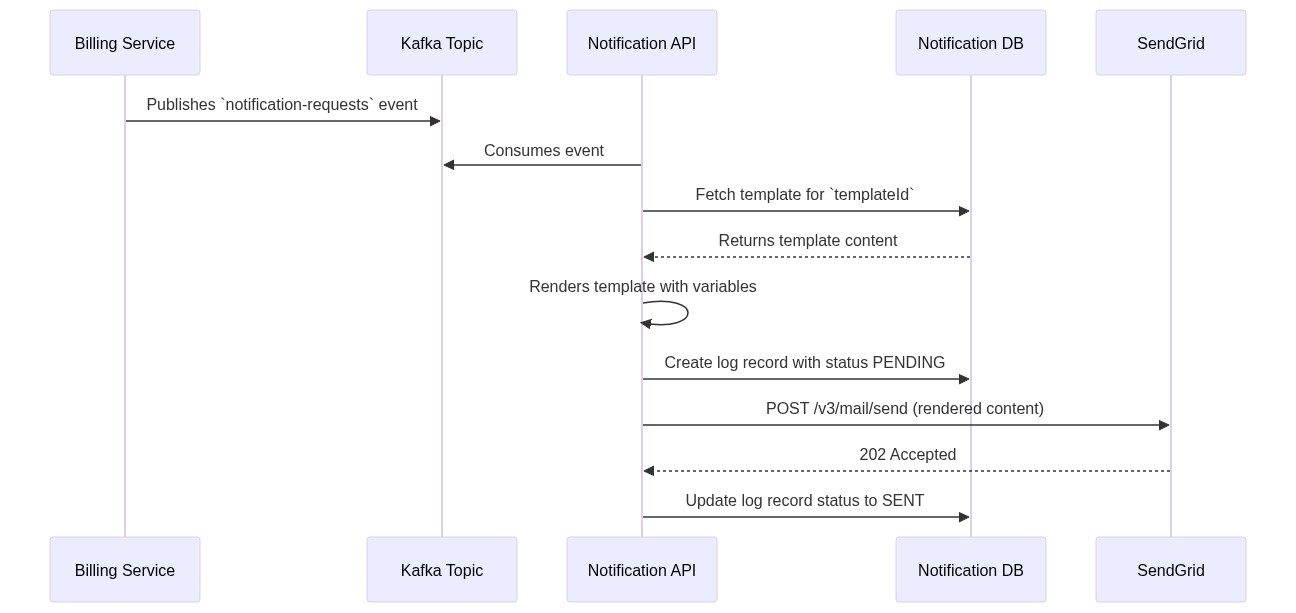 Billing Service
Kafka Topic
Notification API
Notification DB
SendGrid
Publishes `notification-requests` event
Consumes event
Fetch template for `templateId`
Returns template content
Renders template with variables
Create log record with status PENDING
POST /v3/mail/send (rendered content)
202 Accepted
Update log record status to SENT
Billing Service
Kafka Topic
Notification API
Notification DB
SendGrid